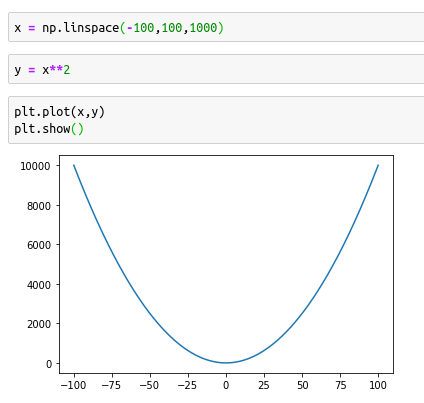 x = np.linspace(-100,100,1000)
y = x**2
plt.plot(x,y)
plt.show()
10000
8000
6000
4000
2000
0
−100 −75 −50 −25 0 25 50 75 100